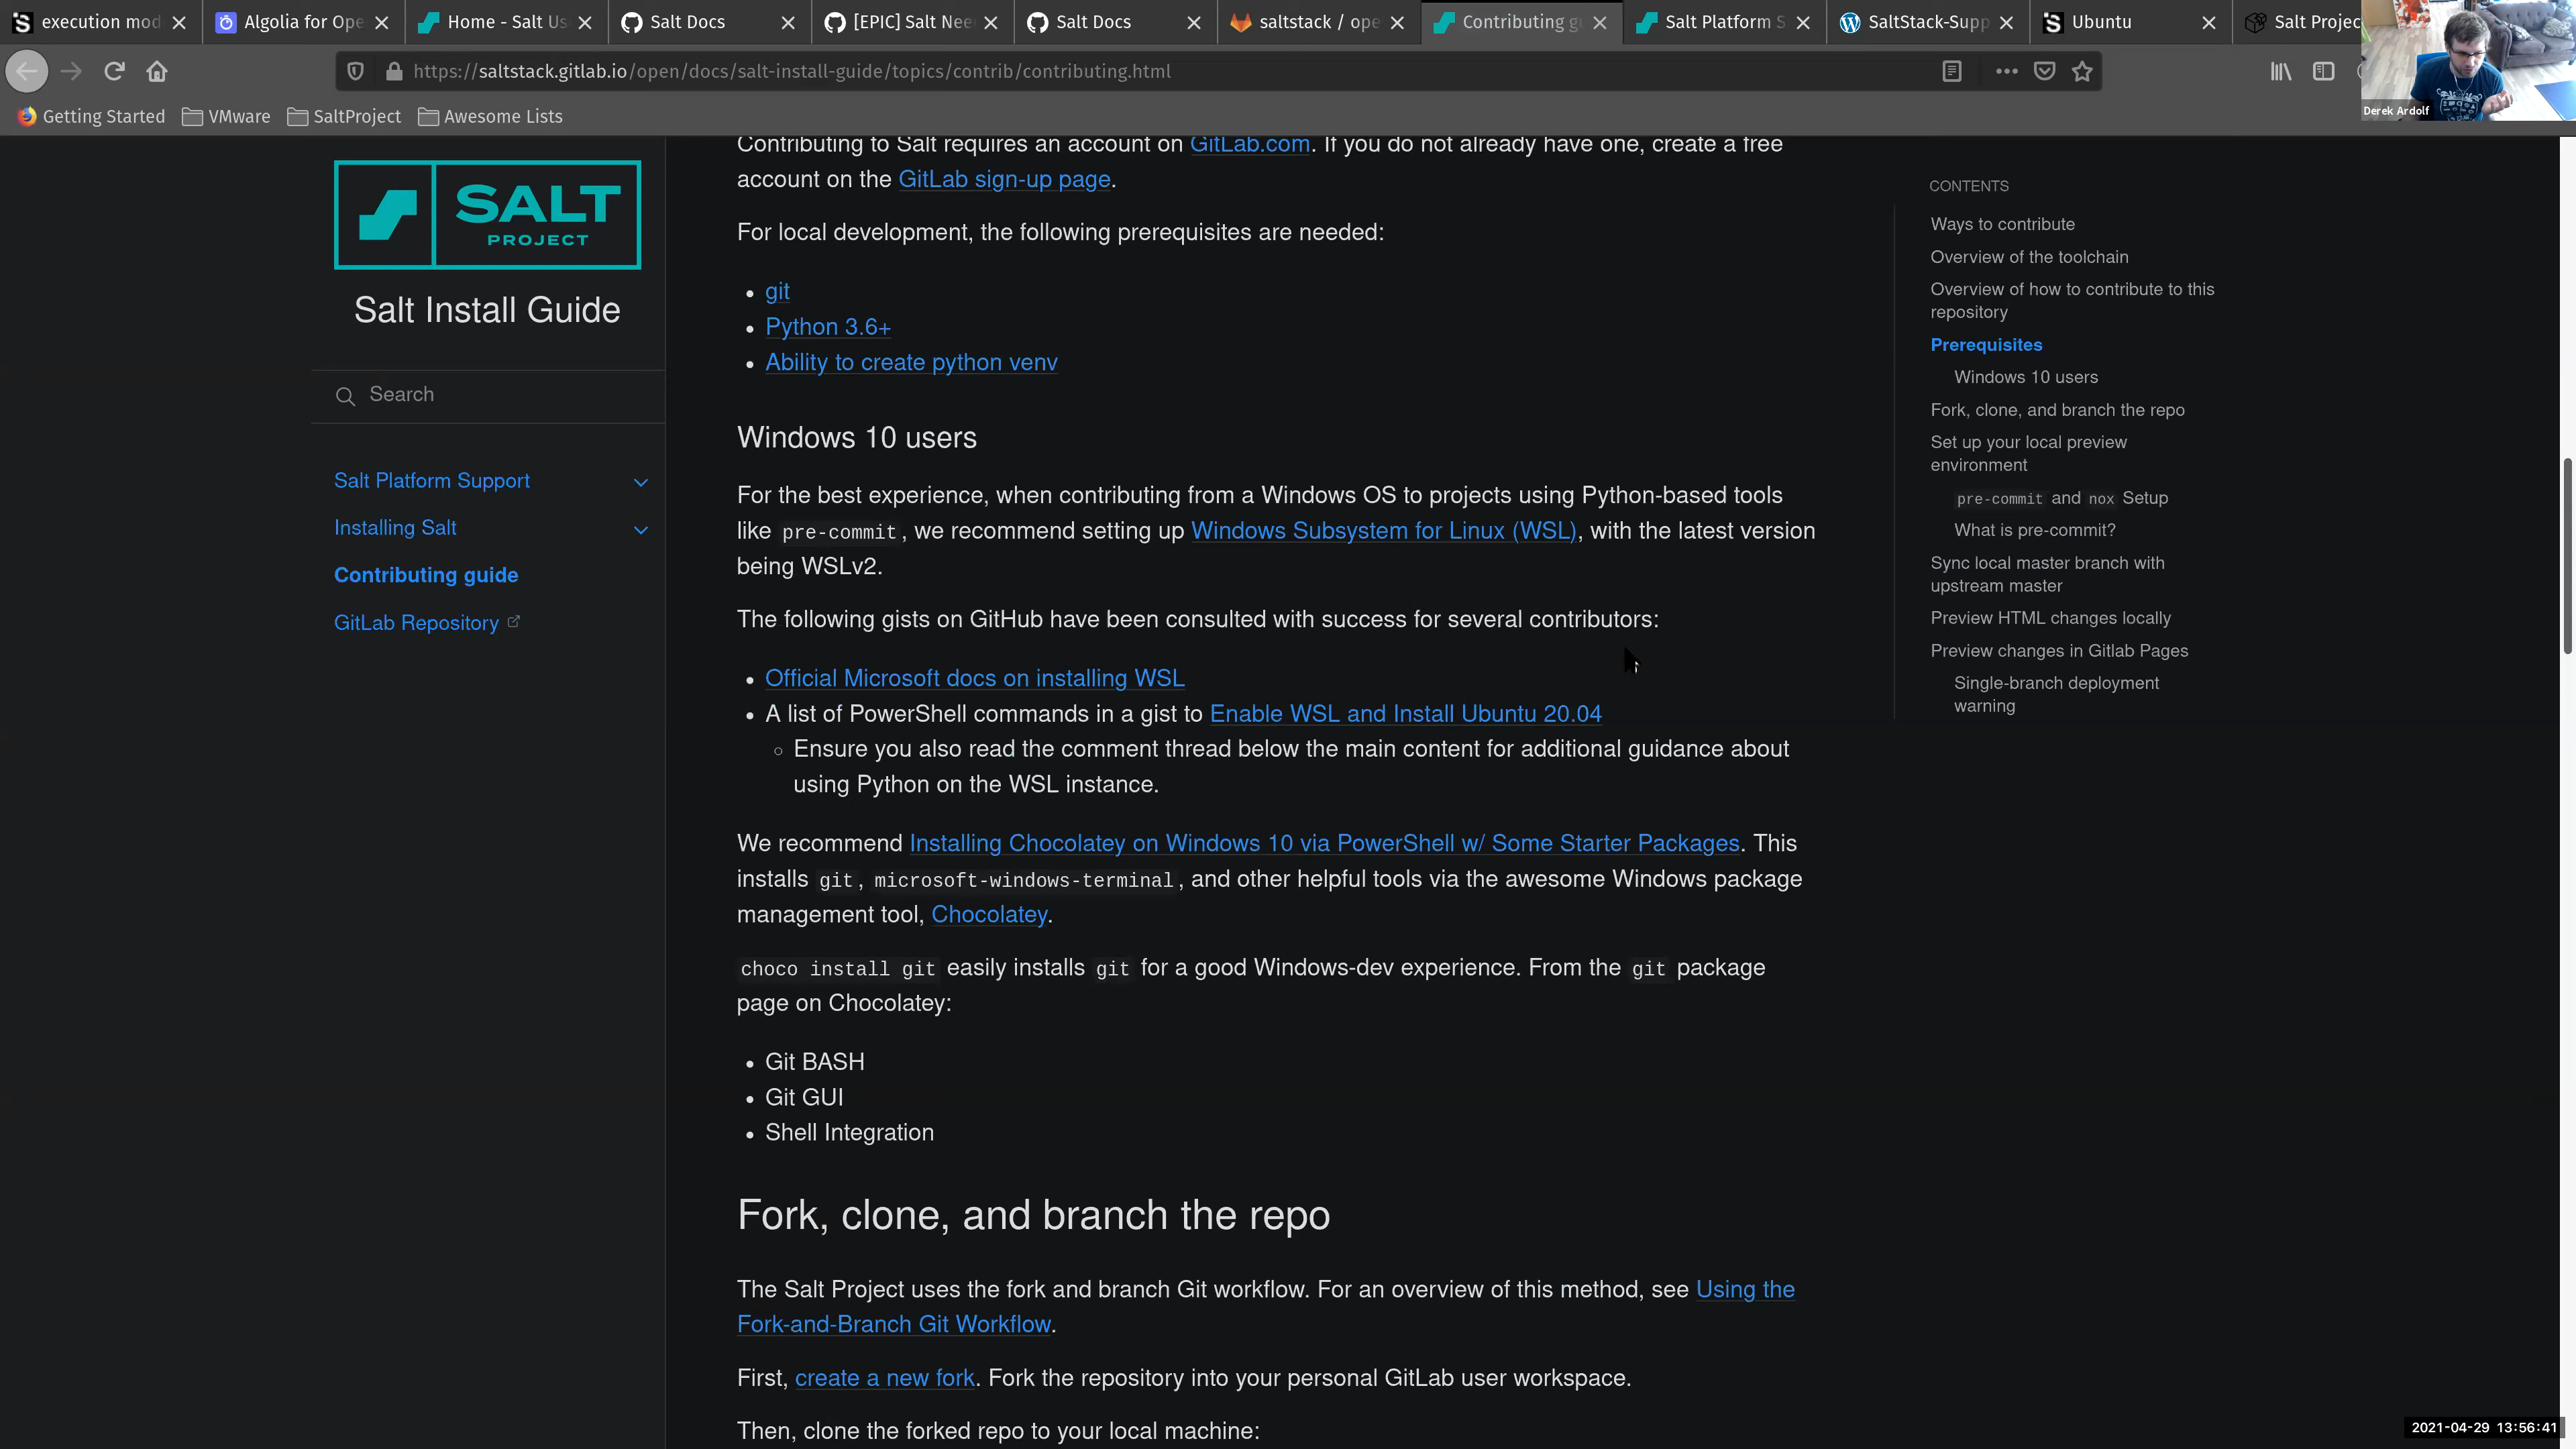 execution mod
Algolia for Ope
Home - Salt Us
Salt Docs
[EPIC] Salt Nee
Salt Docs
saltstack / ope
Contributing g
Salt Platform S
SaltStack-Supp
Ubuntu
Salt Projec
https://saltstack.gitlab.io/open/docs/salt-install-guide/topics/contrib/contributing.html
Getting Started
VMware
SaltProject
Awesome Lists
Derek Ardolf
SALT
PROJECT
Salt Install Guide
Search
Salt Platform Support
Installing Salt
Contributing guide
GitLab Repository
Contributing to Salt requires an account on GitLab.com. If you do not already have one, create a free
account on the GitLab sign-up page.
For local development, the following prerequisites are needed:
• git
• Python 3.6+
• Ability to create python venv
Windows 10 users
For the best experience, when contributing from a Windows OS to projects using Python-based tools
like pre-commit, we recommend setting up Windows Subsystem for Linux (WSL), with the latest version
being WSLv2.
The following gists on GitHub have been consulted with success for several contributors:
• Official Microsoft docs on installing WSL
• A list of PowerShell commands in a gist to Enable WSL and Install Ubuntu 20.04
◦ Ensure you also read the comment thread below the main content for additional guidance about
using Python on the WSL instance.
We recommend Installing Chocolatey on Windows 10 via PowerShell w/ Some Starter Packages. This
installs git, microsoft-windows-terminal, and other helpful tools via the awesome Windows package
management tool, Chocolatey.
choco install git easily installs git for a good Windows-dev experience. From the git package
page on Chocolatey:
• Git BASH
• Git GUI
• Shell Integration
Fork, clone, and branch the repo
The Salt Project uses the fork and branch Git workflow. For an overview of this method, see Using the
Fork-and-Branch Git Workflow.
First, create a new fork. Fork the repository into your personal GitLab user workspace.
Then, clone the forked repo to your local machine:
CONTENTS
Ways to contribute
Overview of the toolchain
Overview of how to contribute to this
repository
Prerequisites
Windows 10 users
Fork, clone, and branch the repo
Set up your local preview
environment
pre-commit and nox Setup
What is pre-commit?
Sync local master branch with
upstream master
Preview HTML changes locally
Preview changes in Gitlab Pages
Single-branch deployment
warning
2021-04-29 13:56:41